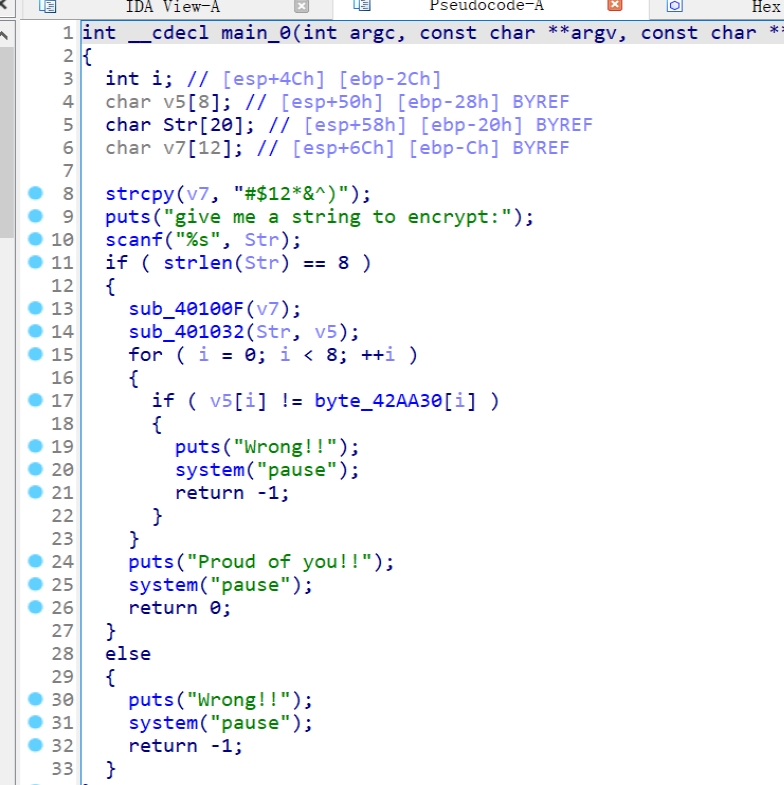 IDA View-A Pseudocode-A Hex
1 int __cdecl main_0(int argc, const char **argv, const char **
2 {
3 int i; // [esp+4Ch] [ebp-2Ch]
4 char v5[8]; // [esp+50h] [ebp-28h] BYREF
5 char Str[20]; // [esp+58h] [ebp-20h] BYREF
6 char v7[12]; // [esp+6Ch] [ebp-Ch] BYREF
7
8 strcpy(v7, "#$12*&^)");
9 puts("give me a string to encrypt:");
10 scanf("%s", Str);
11 if ( strlen(Str) == 8 )
12 {
13 sub_40100F(v7);
14 sub_401032(Str, v5);
15 for ( i = 0; i < 8; ++i )
16 {
17 if ( v5[i] != byte_42AA30[i] )
18 {
19 puts("Wrong!!");
20 system("pause");
21 return -1;
22 }
23 }
24 puts("Proud of you!!");
25 system("pause");
26 return 0;
27 }
28 else
29 {
30 puts("Wrong!!");
31 system("pause");
32 return -1;
33 }